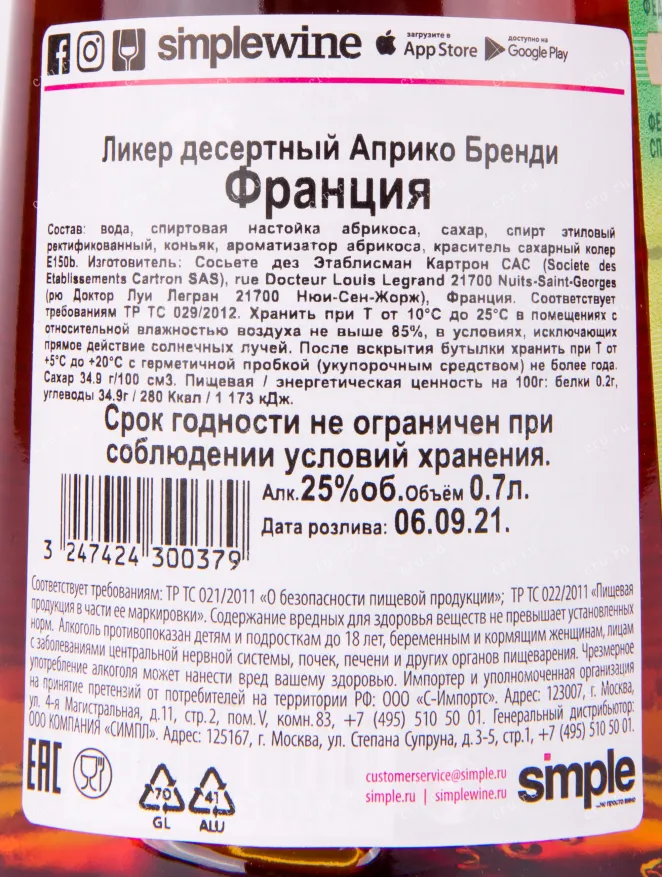 simplewine
загрузите в
App Store
доступно на
Google Play
Ликер десертный Априко Бренди
Франция
Состав: вода, спиртовая настойка абрикоса, сахар, спирт этиловый
ректификованный, коньяк, ароматизатор абрикоса, краситель сахарный колер
E150b. Изготовитель: Сосьете дез Этаблисман Картрон САС (Societe des
Etablissements Cartron SAS), rue Docteur Louis Legrand 21700 Nuits-Saint-Georges
(рю Доктор Луи Легран 21700 Нюи-Сен-Жорж), Франция. Соответствует
требованиям ТР ТС 029/2012. Хранить при Т от 10°С до 25°С в помещениях с
относительной влажностью воздуха не выше 85%, в условиях, исключающих
прямое действие солнечных лучей. После вскрытия бутылки хранить при Т от
+5°С до +20°С с герметичной пробкой (укупорочным средством) не более года.
Сахар 34.9 г/100 см3. Пищевая / энергетическая ценность на 100г: белки 0.2г,
углеводы 34.9г / 280 Ккал / 1 173 кДж.
Срок годности не ограничен при
соблюдении условий хранения.
Алк.25%об.Объём 0.7л.
Дата розлива: 06.09.21.
3 247424 300379
Соответствует требованиям: ТР ТС 021/2011 «О безопасности пищевой продукции»; ТР ТС 022/2011 «Пищевая
продукция в части ее маркировки». Содержание вредных для здоровья веществ не превышает установленных
норм. Алкоголь противопоказан детям и подросткам до 18 лет, беременным и кормящим женщинам, лицам
с заболеваниями центральной нервной системы, почек, печени и других органов пищеварения. Чрезмерное
употребление алкоголя может нанести вред вашему здоровью. Импортер и уполномоченная организация
на принятие претензий от потребителей на территории РФ: ООО «С-Импортс». Адрес: 123007, г. Москва,
ул. 4-я Магистральная, д.11, стр.2, пом.V, комн.83, +7 (495) 510 50 01. Генеральный дистрибьютор:
ООО КОМПАНИЯ «СИМПЛ». Адрес: 125167, г. Москва, ул. Степана Супруна, д.3-5, стр.1, +7 (495) 510 50 01.
EAC
70
GL
41
ALU
customerservice@simple.ru
simple.ru | simplewine.ru
simple
...не просто вино